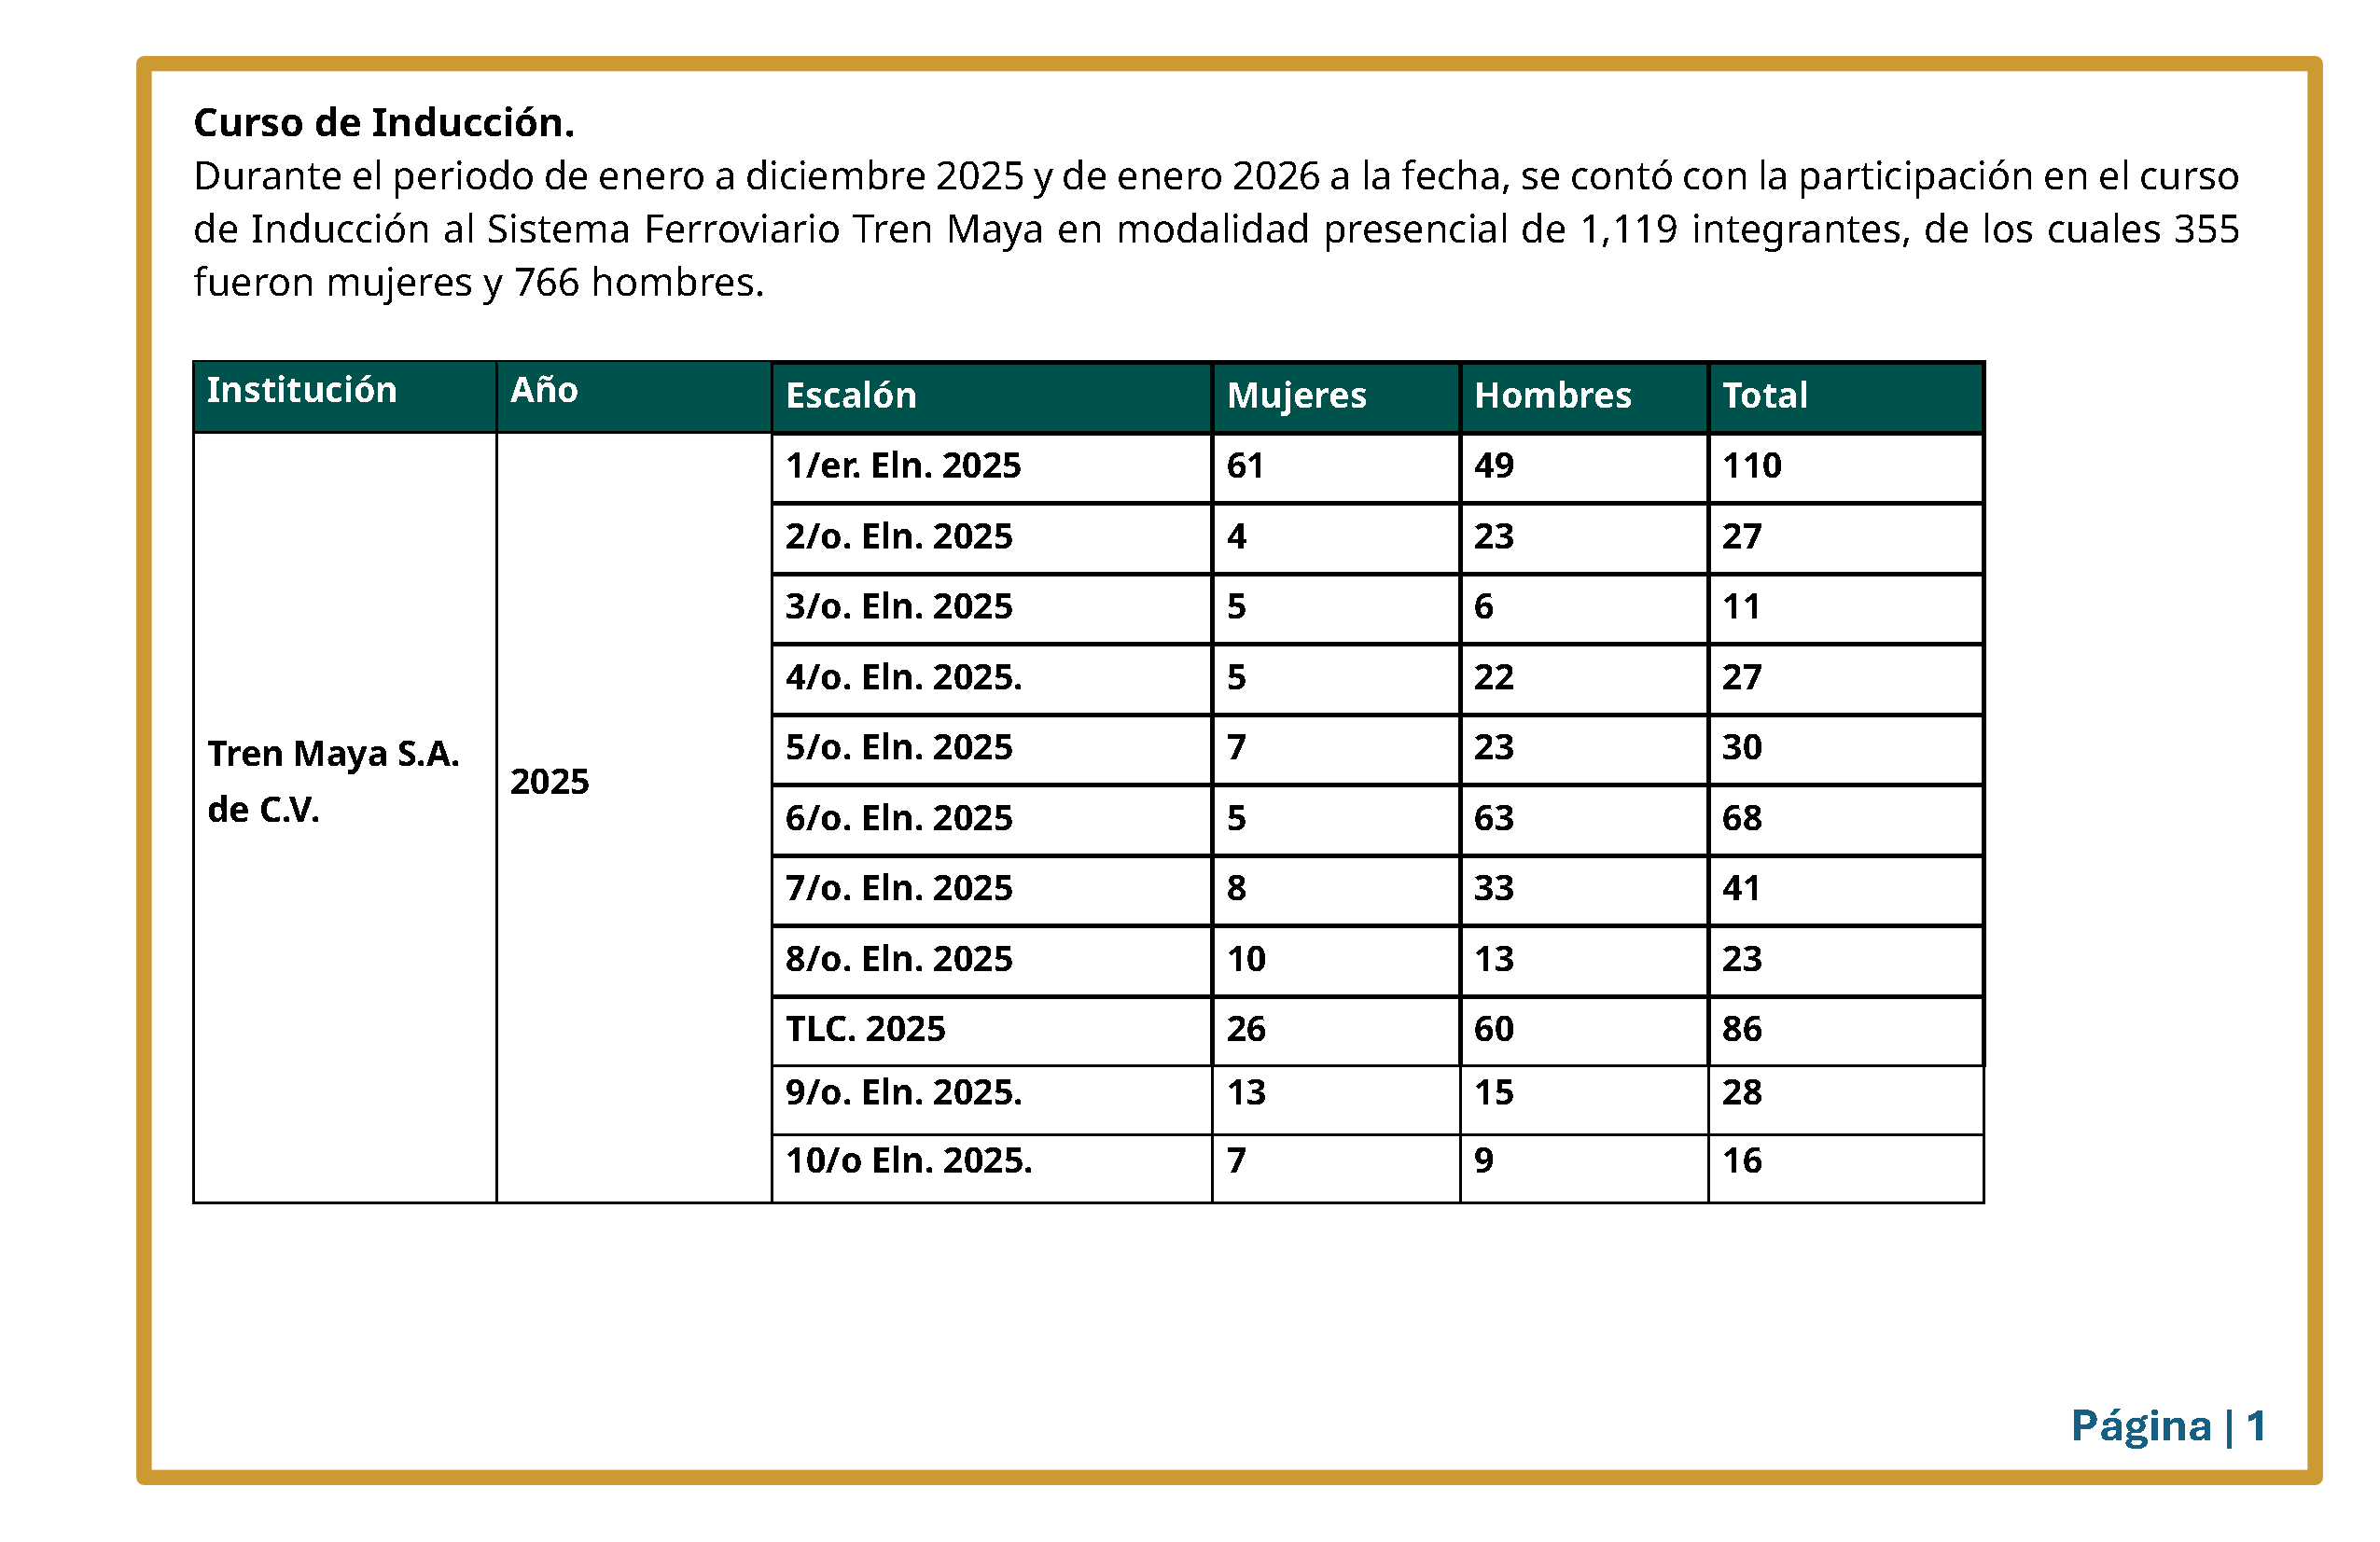 Curso de Inducción.
Durante el periodo de enero a diciembre 2025 y de enero 2026 a la fecha, se contó con la participación en el curso
de Inducción al Sistema Ferroviario Tren Maya en modalidad presencial de 1,119 integrantes, de los cuales 355
fueron mujeres y 766 hombres.
Institución Año Escalón Mujeres Hombres Total
1/er. Eln. 2025 61 49 110
2/o. Eln. 2025 4 23 27
3/o. Eln. 2025 5 6 11
4/o. Eln. 2025. 5 22 27
Tren Maya S.A.
de C.V.
2025
5/o. Eln. 2025 7 23 30
6/o. Eln. 2025 5 63 68
7/o. Eln. 2025 8 33 41
8/o. Eln. 2025 10 13 23
TLC. 2025 26 60 86
9/o. Eln. 2025. 13 15 28
10/o Eln. 2025. 7 9 16
Página | 1